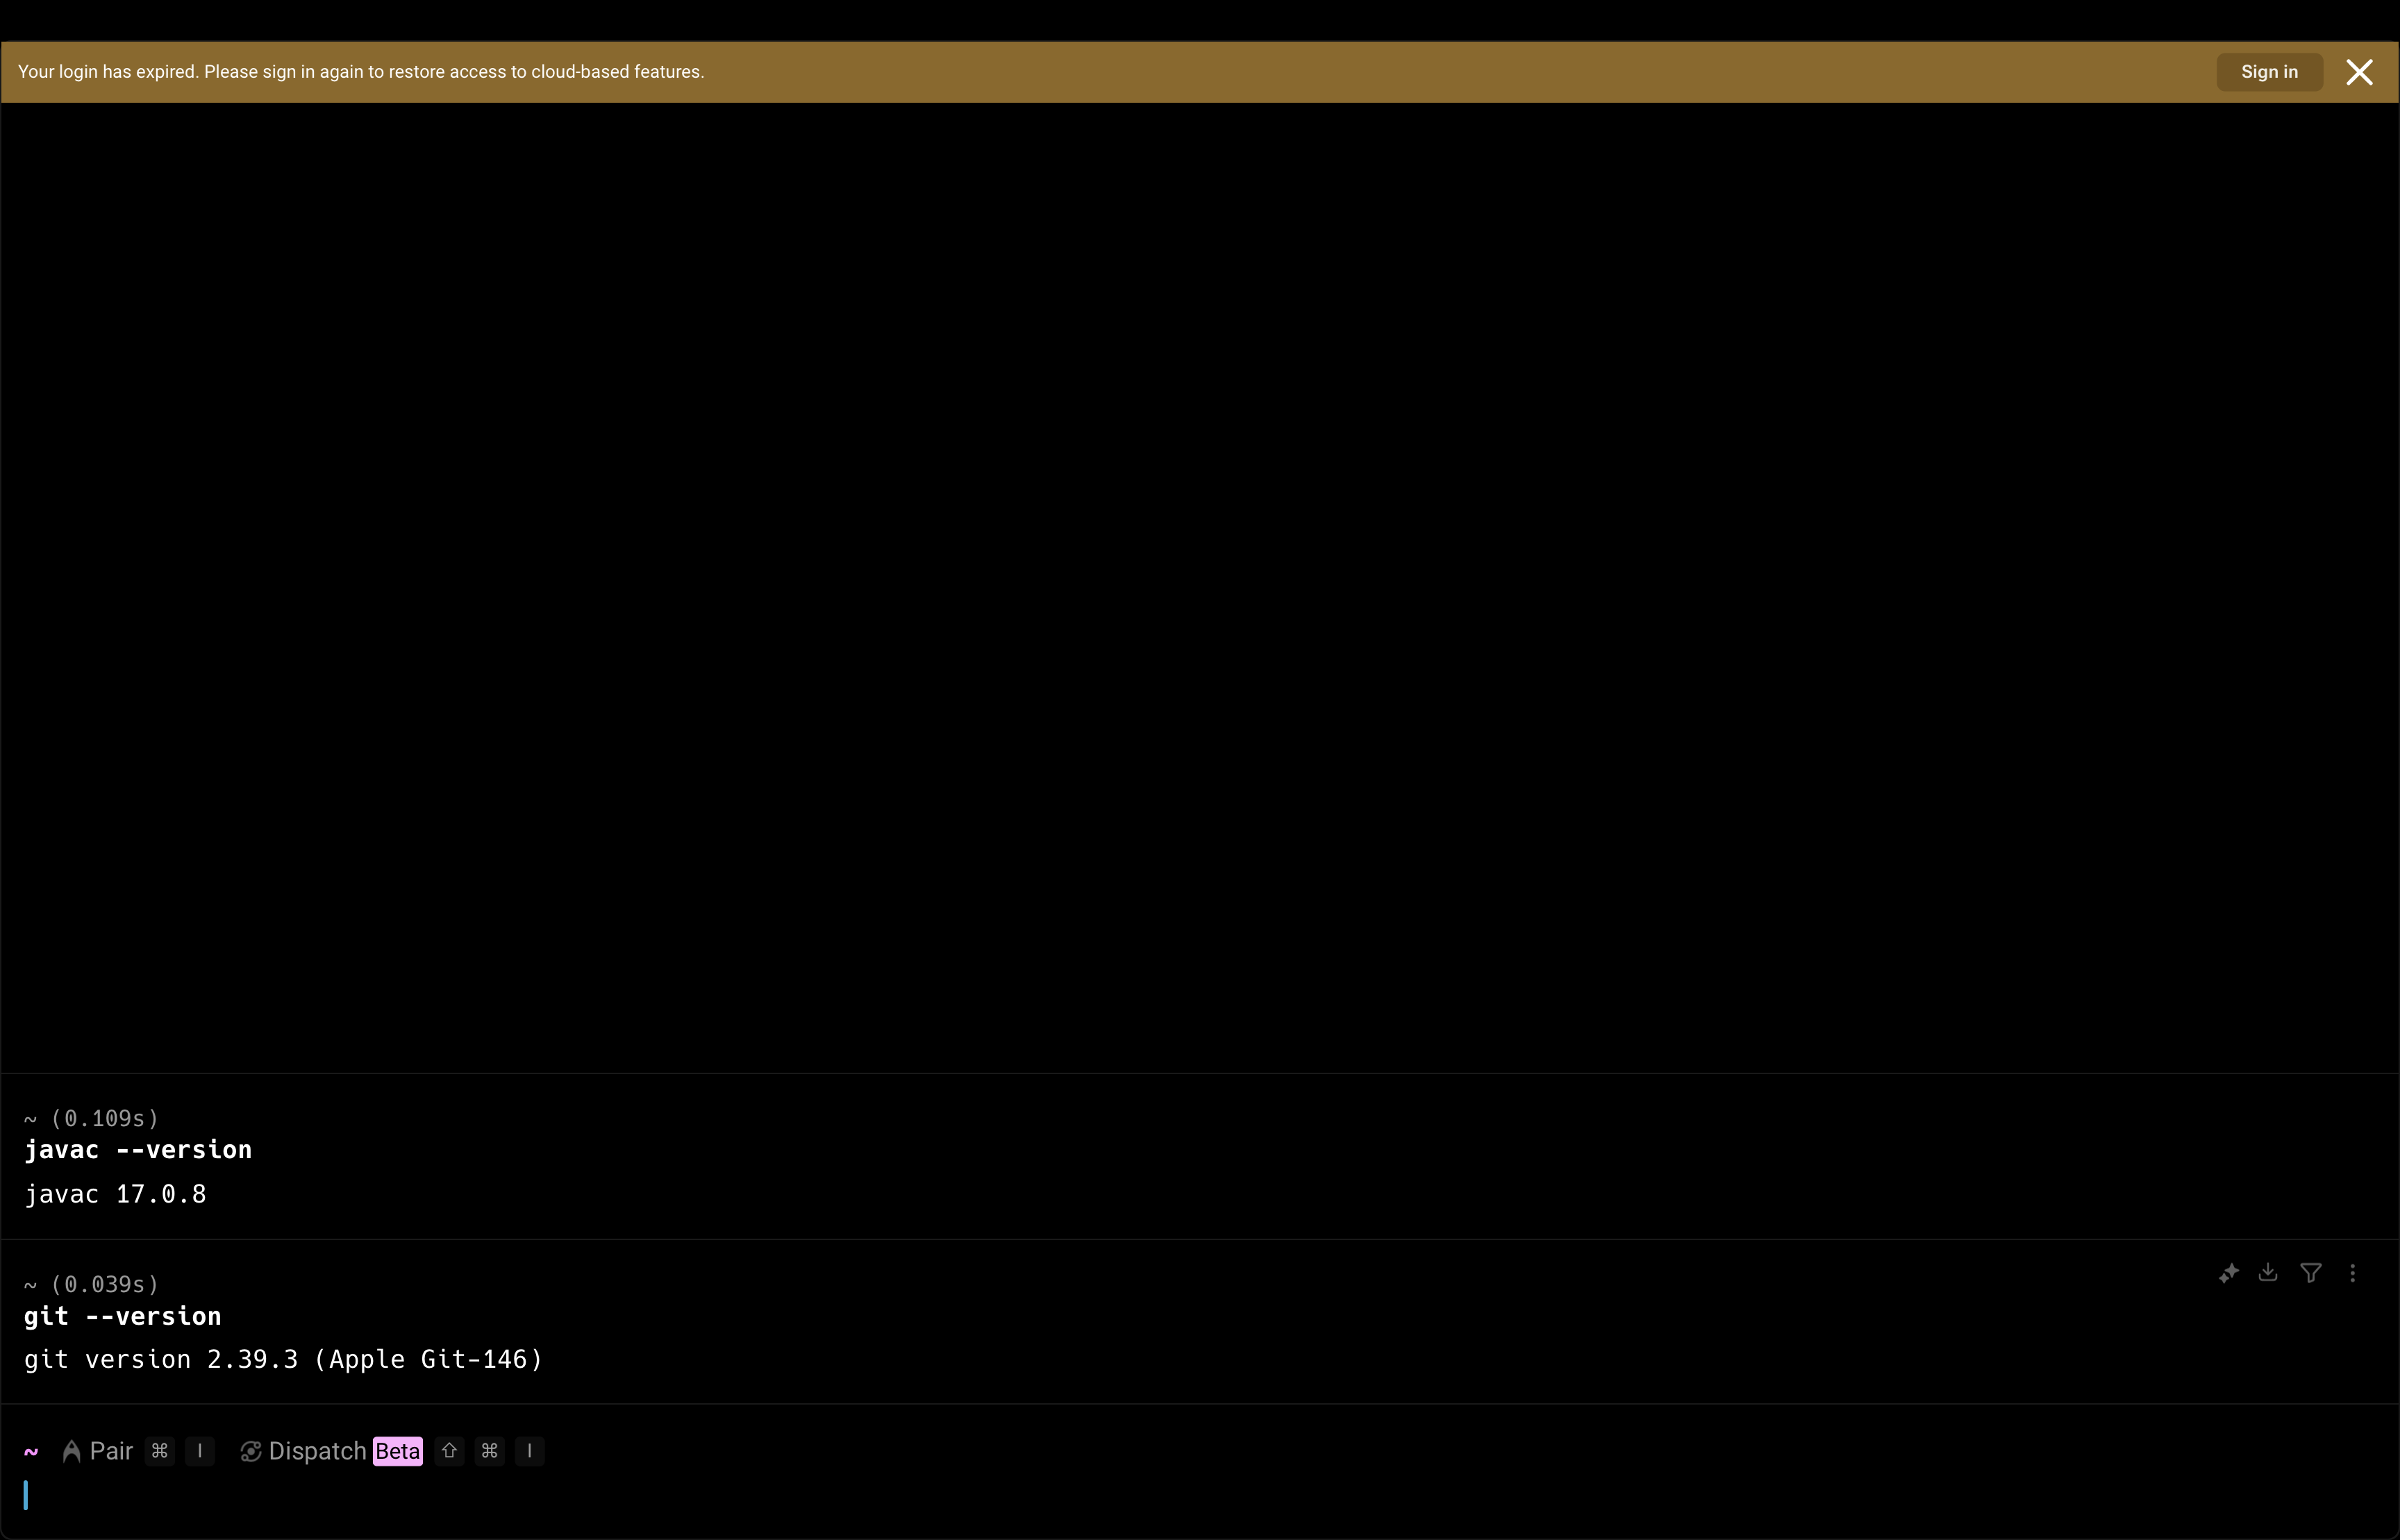 Your login has expired. Please sign in again to restore access to cloud-based features. Sign in
~ (0.109s)
javac --version
javac 17.0.8
~ (0.039s)
git --version
git version 2.39.3 (Apple Git-146)
~ Pair ⌘ I Dispatch Beta ⇧ ⌘ I